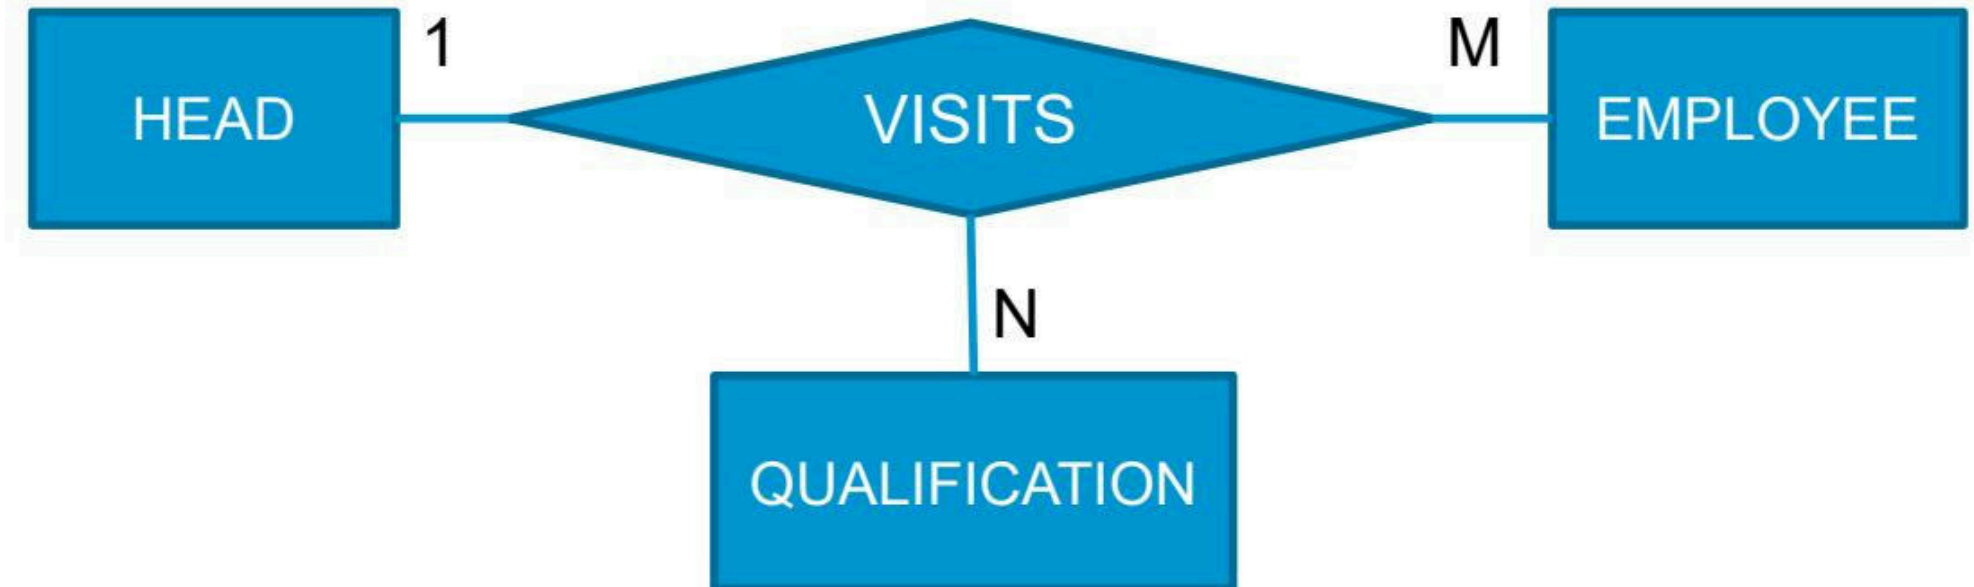 1
M
HEAD
VISITS
EMPLOYEE
N
QUALIFICATION